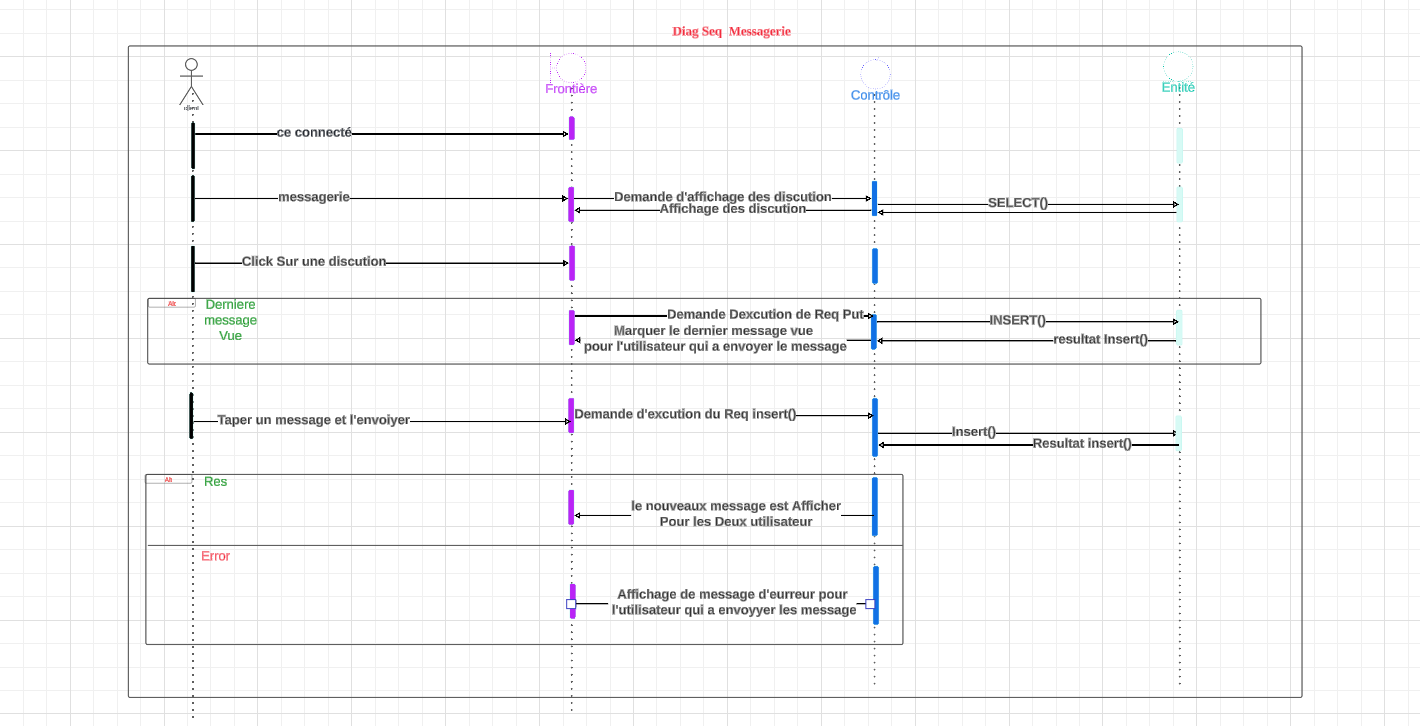 Diag Seq Messagerie
client
Frontière
Contrôle
Entité
ce connecté
messagerie
Demande d'affichage des discution
Affichage des discution
SELECT()
Click Sur une discution
Alt
Derniere
message
Vue
Demande Dexcution de Req Put
Marquer le dernier message vue
pour l'utilisateur qui a envoyer le message
INSERT()
resultat Insert()
Taper un message et l'envoiyer
Demande d'excution du Req insert()
Insert()
Resultat insert()
Alt
Res
le nouveaux message est Afficher
Pour les Deux utilisateur
Error
Affichage de message d'eurreur pour
l'utilisateur qui a envoyyer les message